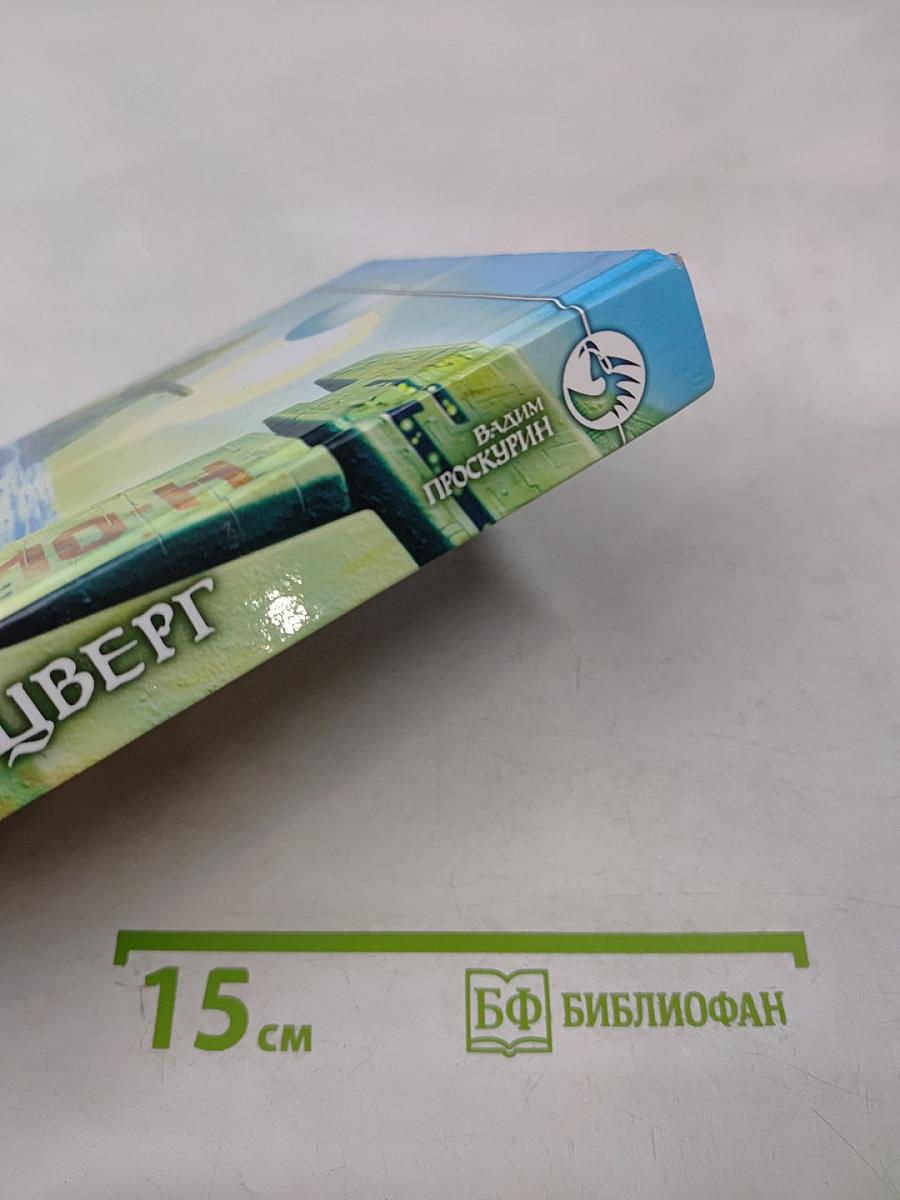 ВАДИМ
ПРОСКУРИН
ЦВЕРГ
15 см
БФ БИБЛИОФАН